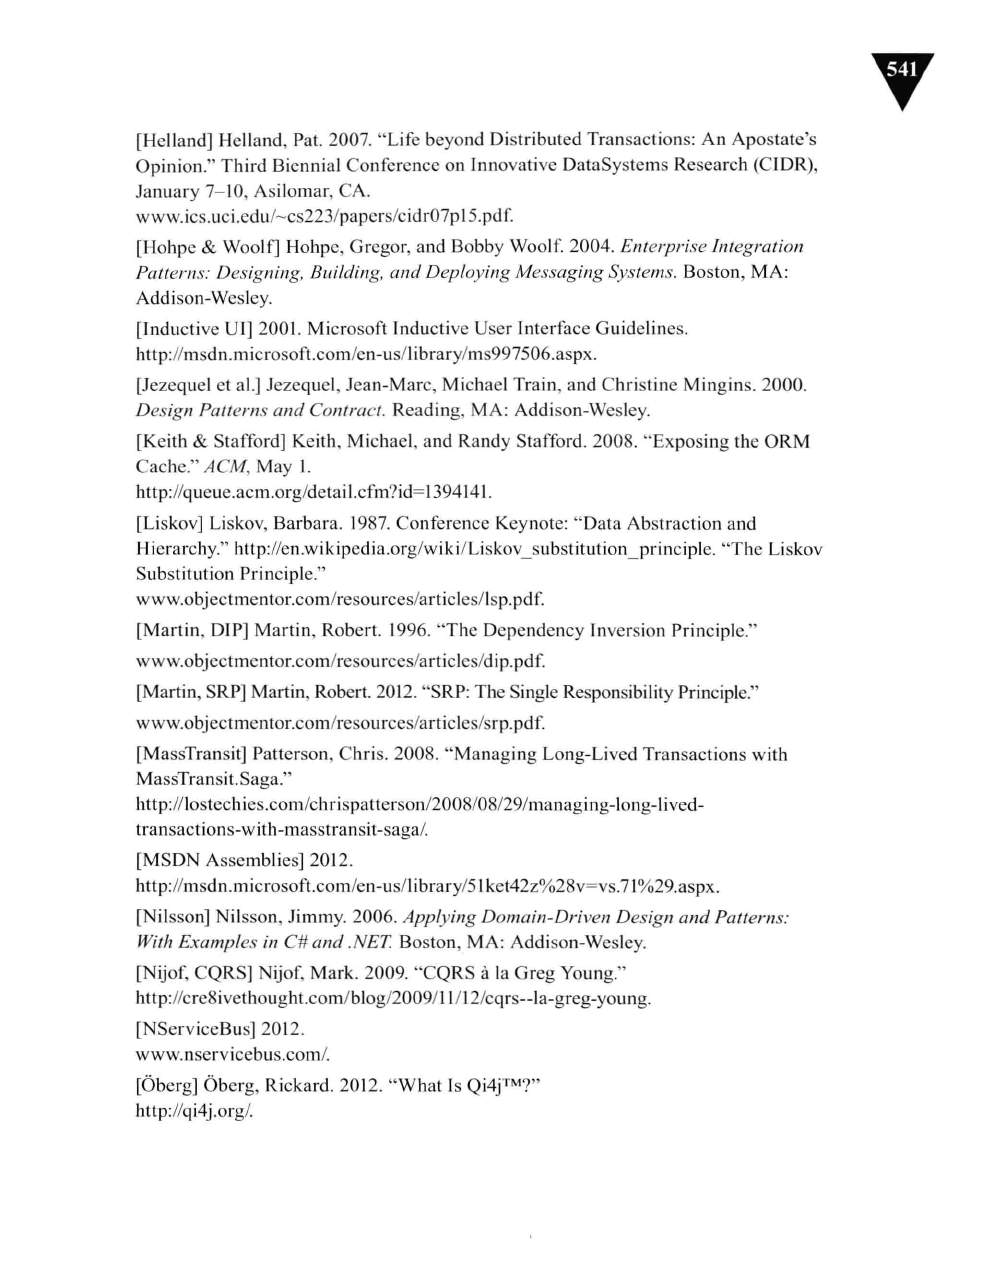 541
[Helland] Helland, Pat. 2007. “Life beyond Distributed Transactions: An Apostate’s
Opinion.” Third Biennial Conference on Innovative DataSystems Research (CIDR),
January 7–10, Asilomar, CA.
www.ics.uci.edu/~cs223/papers/cidr07p15.pdf.
[Hohpe & Woolf] Hohpe, Gregor, and Bobby Woolf. 2004. Enterprise Integration
Patterns: Designing, Building, and Deploying Messaging Systems. Boston, MA:
Addison-Wesley.
[Inductive UI] 2001. Microsoft Inductive User Interface Guidelines.
http://msdn.microsoft.com/en-us/library/ms997506.aspx.
[Jezequel et al.] Jezequel, Jean-Marc, Michael Train, and Christine Mingins. 2000.
Design Patterns and Contract. Reading, MA: Addison-Wesley.
[Keith & Stafford] Keith, Michael, and Randy Stafford. 2008. “Exposing the ORM
Cache.” ACM, May 1.
http://queue.acm.org/detail.cfm?id=1394141.
[Liskov] Liskov, Barbara. 1987. Conference Keynote: “Data Abstraction and
Hierarchy.” http://en.wikipedia.org/wiki/Liskov_substitution_principle. “The Liskov
Substitution Principle.”
www.objectmentor.com/resources/articles/lsp.pdf.
[Martin, DIP] Martin, Robert. 1996. “The Dependency Inversion Principle.”
www.objectmentor.com/resources/articles/dip.pdf.
[Martin, SRP] Martin, Robert. 2012. “SRP: The Single Responsibility Principle.”
www.objectmentor.com/resources/articles/srp.pdf.
[MassTransit] Patterson, Chris. 2008. “Managing Long-Lived Transactions with
MassTransit.Saga.”
http://lostechies.com/chrispatterson/2008/08/29/managing-long-lived-
transactions-with-masstransit-saga/.
[MSDN Assemblies] 2012.
http://msdn.microsoft.com/en-us/library/51ket42z%28v=vs.71%29.aspx.
[Nilsson] Nilsson, Jimmy. 2006. Applying Domain-Driven Design and Patterns:
With Examples in C# and .NET. Boston, MA: Addison-Wesley.
[Nijof, CQRS] Nijof, Mark. 2009. “CQRS à la Greg Young.”
http://cre8ivethought.com/blog/2009/11/12/cqrs--la-greg-young.
[NServiceBus] 2012.
www.nservicebus.com/.
[Öberg] Öberg, Rickard. 2012. “What Is Qi4j™?”
http://qi4j.org/.